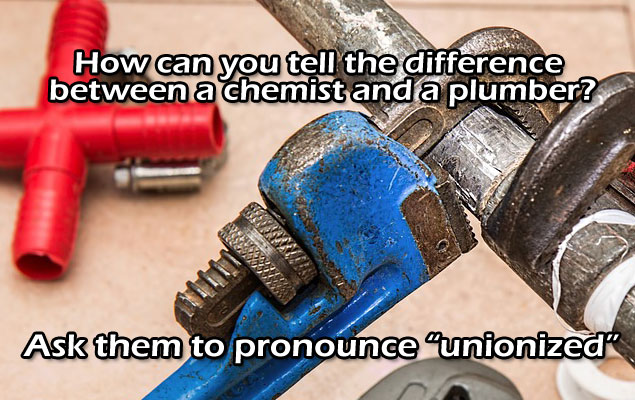 How can you tell the difference
between a chemist and a plumber?
Ask them to pronounce “unionized”